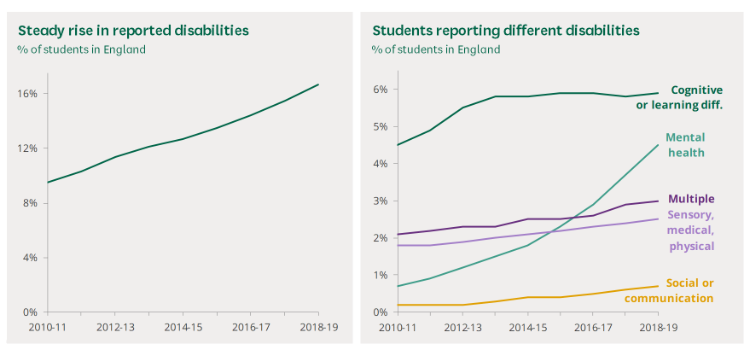 Steady rise in reported disabilities
% of students in England
16%
12%
8%
4%
0%
2010-11 2012-13 2014-15 2016-17 2018-19
Students reporting different disabilities
% of students in England
6%
5%
4%
3%
2%
1%
0%
Cognitive
or learning diff.
Mental
health
Multiple
Sensory,
medical,
physical
Social or
communication
2010-11 2012-13 2014-15 2016-17 2018-19